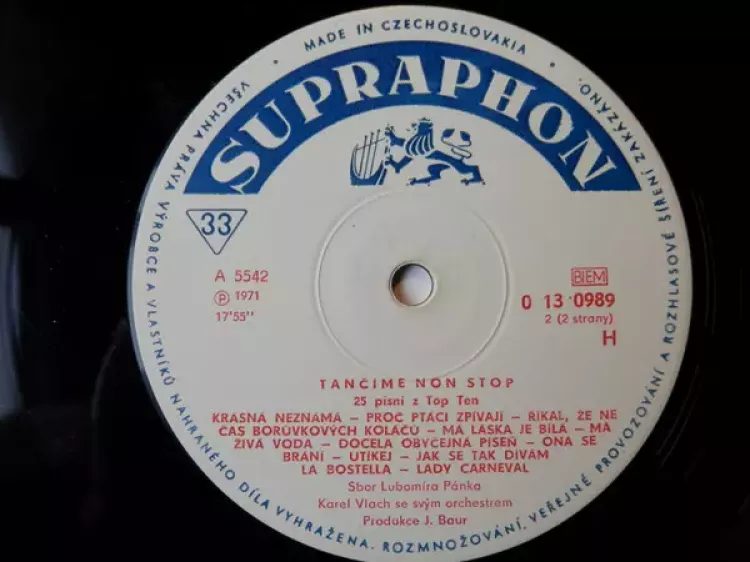 MADE IN CZECHOSLOVAKIA
SUPRAPHON
33
A 5542
Ⓟ 1971
17'55"
BIEM
0 13 0989
2 (2 strany)
H
TANČÍME NON STOP
25 písní z Top Ten
KRÁSNÁ NEZNÁMÁ – PROČ PTÁCI ZPÍVAJÍ – ŘÍKAL, ŽE NE
ČAS BORŮVKOVÝCH KOLÁČŮ – MÁ LÁSKA JE BÍLÁ – MÁ
ŽIVÁ VODA – DOCELA OBYČEJNÁ PÍSEŇ – ONA SE
BRÁNÍ – UTÍKEJ – JAK SE TAK DÍVÁM
LA BOSTELLA – LADY CARNEVAL
Sbor Lubomíra Pánka
Karel Vlach se svým orchestrem
Produkce J. Baur
VŠECHNA PRÁVA VÝROBCE A VLASTNÍKŮ NAHRANÉHO DÍLA VYHRAŽENA. ROZMNOŽOVÁNÍ, VEŘEJNÉ PROVOZOVÁNÍ A ROZHLASOVÉ ŠÍŘENÍ ZAKÁZÁNO.